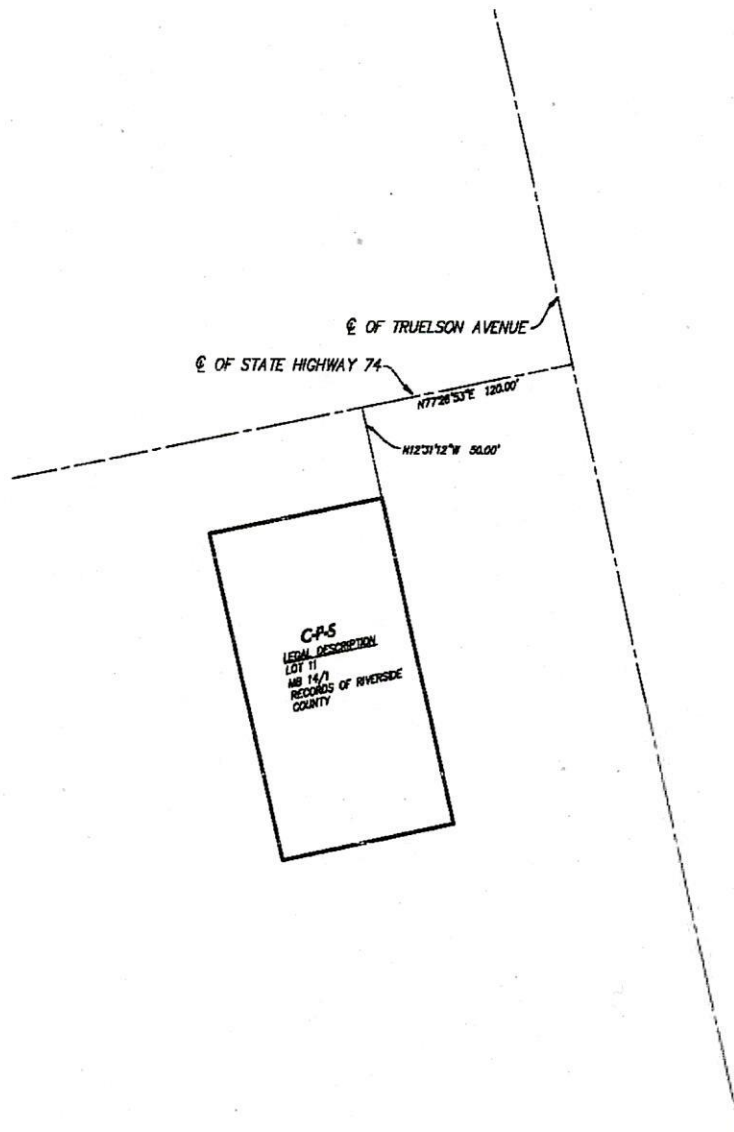 ℄ OF TRUELSON AVENUE
℄ OF STATE HIGHWAY 74
N77°28'53"E 120.00'
N12°31'12"W 50.00'
C-P-S
LEGAL DESCRIPTION
LOT 11
MB 14/1
RECORDS OF RIVERSIDE
COUNTY